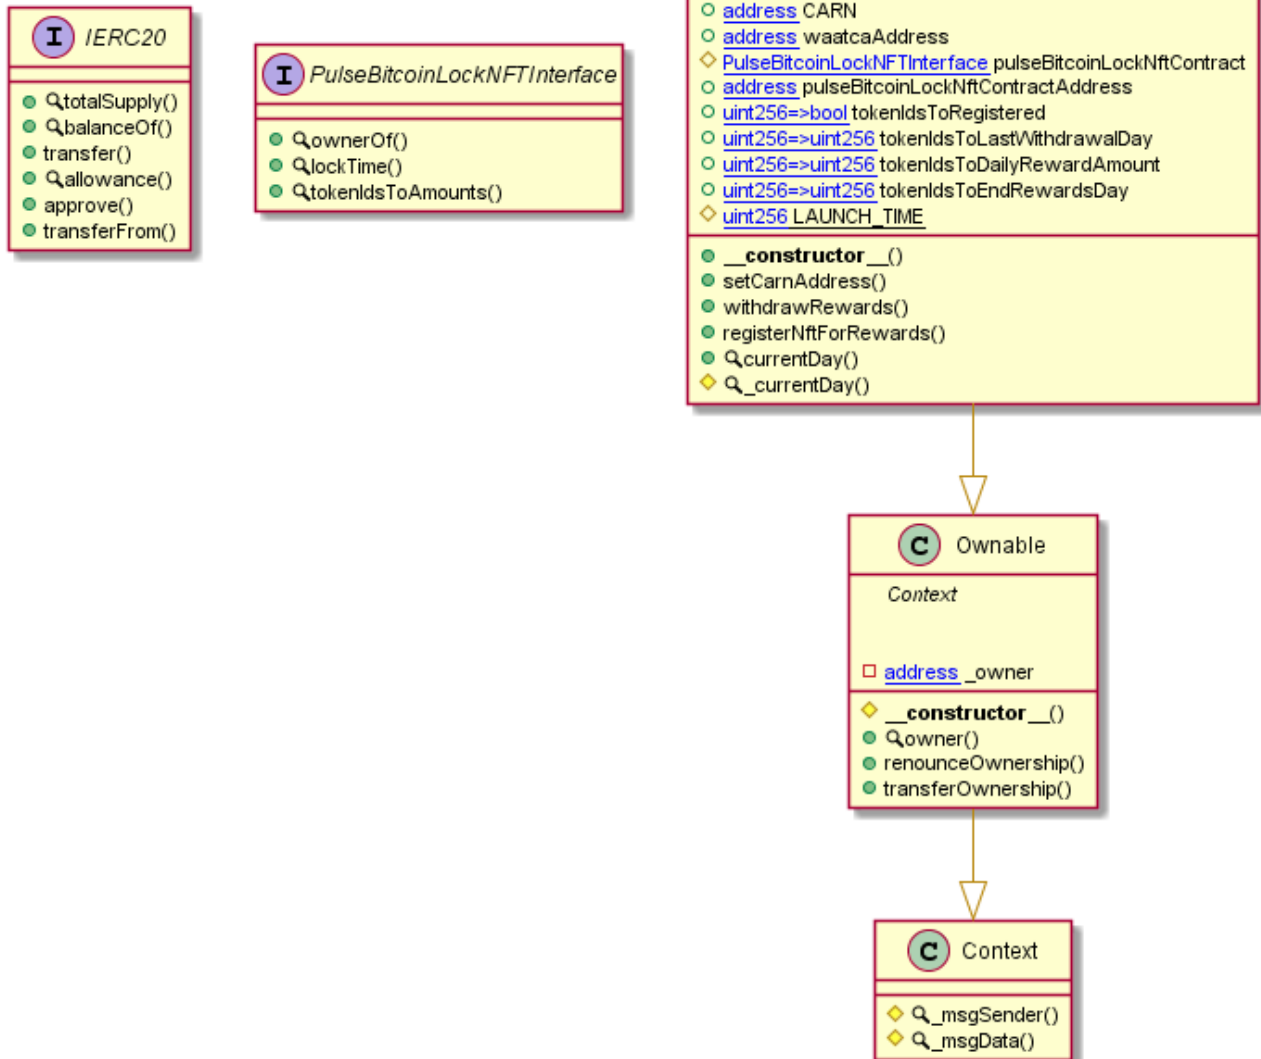 I IERC20
totalSupply()
balanceOf()
transfer()
allowance()
approve()
transferFrom()
I PulseBitcoinLockNFTInterface
ownerOf()
lockTime()
tokenIdsToAmounts()
address CARN
address waatcaAddress
PulseBitcoinLockNFTInterface pulseBitcoinLockNftContract
address pulseBitcoinLockNftContractAddress
uint256=>bool tokenIdsToRegistered
uint256=>uint256 tokenIdsToLastWithdrawalDay
uint256=>uint256 tokenIdsToDailyRewardAmount
uint256=>uint256 tokenIdsToEndRewardsDay
uint256 LAUNCH_TIME
__constructor__()
setCarnAddress()
withdrawRewards()
registerNftForRewards()
currentDay()
_currentDay()
C Ownable
Context
address _owner
__constructor__()
owner()
renounceOwnership()
transferOwnership()
C Context
_msgSender()
_msgData()